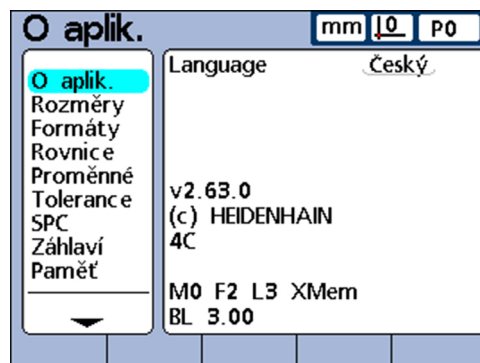 O aplik.
mm 0 P0
O aplik.
Rozměry
Formáty
Rovnice
Proměnné
Tolerance
SPC
Záhlaví
Paměť
Language Český
v2.63.0
(c) HEIDENHAIN
4C
M0 F2 L3 XMem
BL 3.00